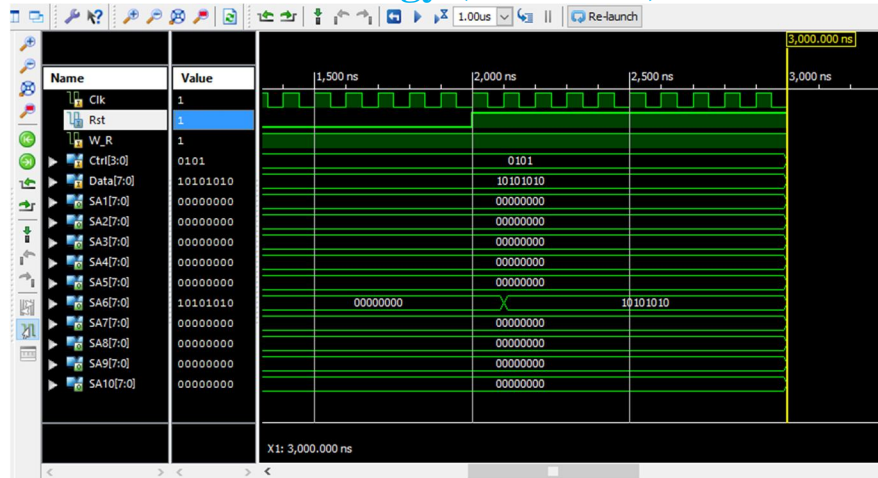 1.00us Re-launch
3,000.000 ns
Name Value 1,500 ns 2,000 ns 2,500 ns 3,000 ns
Clk 1
Rst 1
W_R 1
Ctrl[3:0] 0101 0101
Data[7:0] 10101010 10101010
SA1[7:0] 00000000 00000000
SA2[7:0] 00000000 00000000
SA3[7:0] 00000000 00000000
SA4[7:0] 00000000 00000000
SA5[7:0] 00000000 00000000
SA6[7:0] 10101010 00000000 10101010
SA7[7:0] 00000000 00000000
SA8[7:0] 00000000 00000000
SA9[7:0] 00000000 00000000
SA10[7:0] 00000000 00000000
X1: 3,000.000 ns